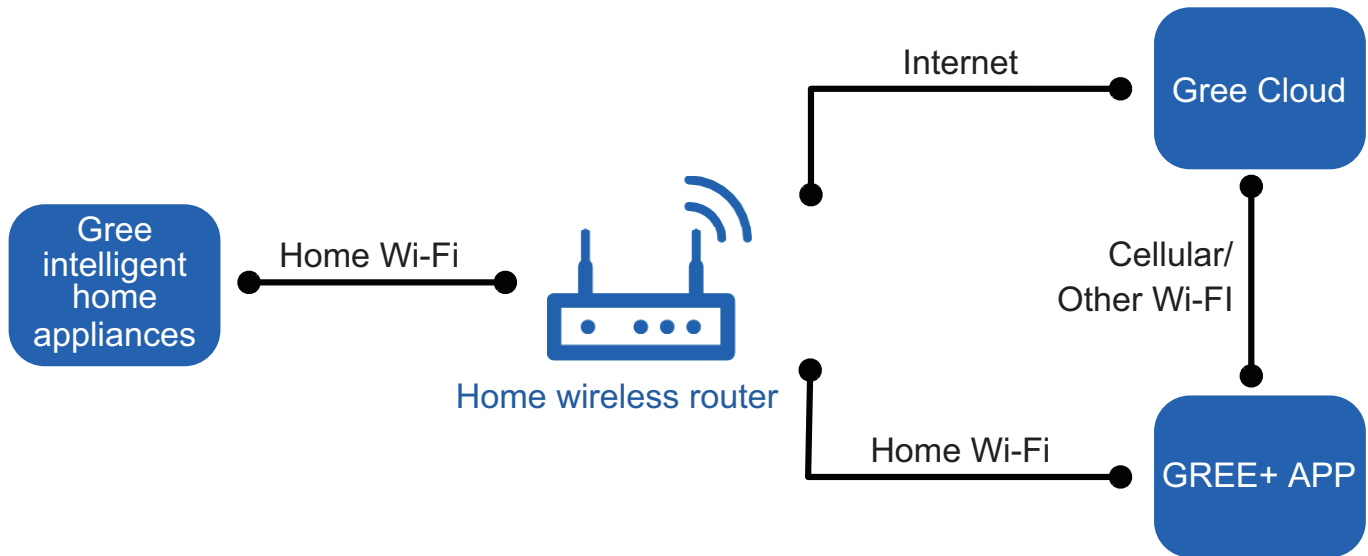 Internet
Gree Cloud
Gree
intelligent
home
appliances
Home Wi-Fi
Cellular/
Other Wi-FI
Home wireless router
Home Wi-Fi
GREE+ APP